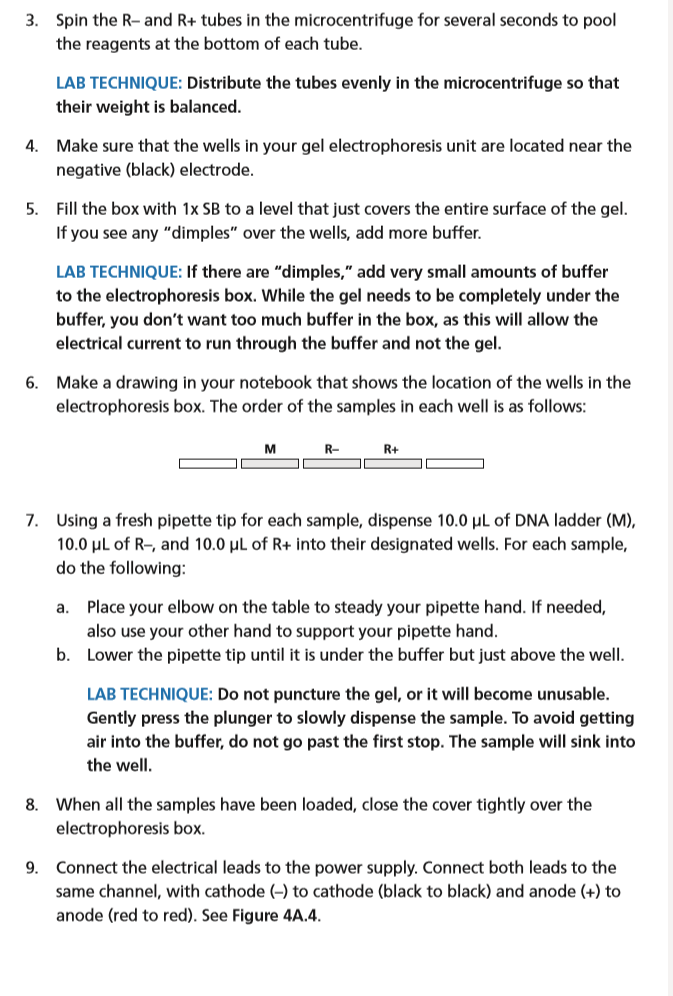 3. Spin the R– and R+ tubes in the microcentrifuge for several seconds to pool
the reagents at the bottom of each tube.
LAB TECHNIQUE: Distribute the tubes evenly in the microcentrifuge so that
their weight is balanced.
4. Make sure that the wells in your gel electrophoresis unit are located near the
negative (black) electrode.
5. Fill the box with 1x SB to a level that just covers the entire surface of the gel.
If you see any “dimples” over the wells, add more buffer.
LAB TECHNIQUE: If there are “dimples,” add very small amounts of buffer
to the electrophoresis box. While the gel needs to be completely under the
buffer, you don’t want too much buffer in the box, as this will allow the
electrical current to run through the buffer and not the gel.
6. Make a drawing in your notebook that shows the location of the wells in the
electrophoresis box. The order of the samples in each well is as follows:
M R– R+
7. Using a fresh pipette tip for each sample, dispense 10.0 µL of DNA ladder (M),
10.0 µL of R–, and 10.0 µL of R+ into their designated wells. For each sample,
do the following:
a. Place your elbow on the table to steady your pipette hand. If needed,
also use your other hand to support your pipette hand.
b. Lower the pipette tip until it is under the buffer but just above the well.
LAB TECHNIQUE: Do not puncture the gel, or it will become unusable.
Gently press the plunger to slowly dispense the sample. To avoid getting
air into the buffer, do not go past the first stop. The sample will sink into
the well.
8. When all the samples have been loaded, close the cover tightly over the
electrophoresis box.
9. Connect the electrical leads to the power supply. Connect both leads to the
same channel, with cathode (–) to cathode (black to black) and anode (+) to
anode (red to red). See Figure 4A.4.